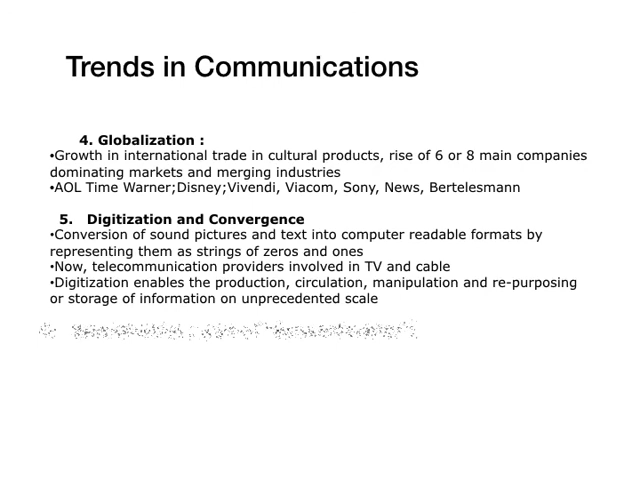 Trends in Communications
4. Globalization :
•Growth in international trade in cultural products, rise of 6 or 8 main companies
dominating markets and merging industries
•AOL Time Warner;Disney;Vivendi, Viacom, Sony, News, Bertelesmann
5. Digitization and Convergence
•Conversion of sound pictures and text into computer readable formats by
representing them as strings of zeros and ones
•Now, telecommunication providers involved in TV and cable
•Digitization enables the production, circulation, manipulation and re-purposing
or storage of information on unprecedented scale